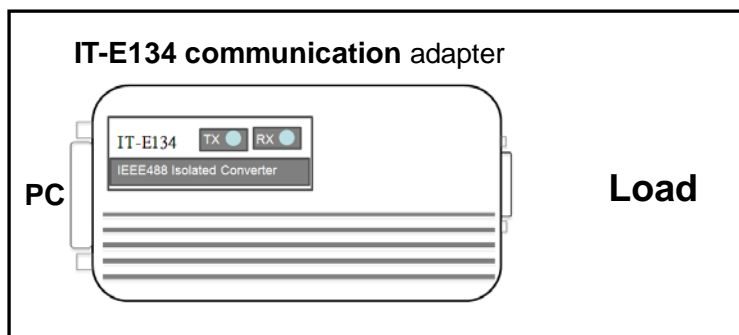 IT-E134 communication adapter
IT-E134 TX RX
IEEE488 Isolated Converter
PC
Load